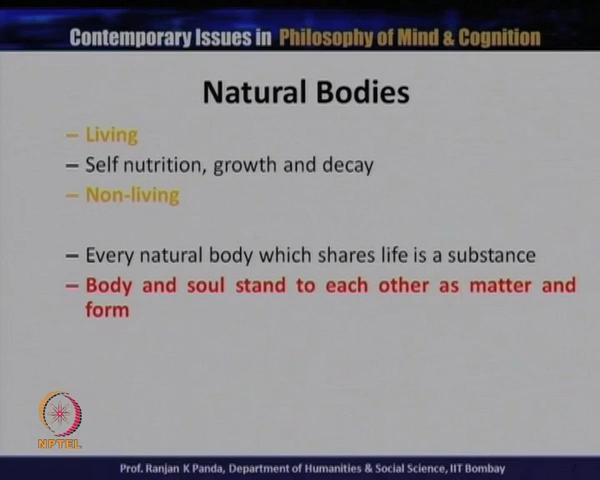 Contemporary Issues in Philosophy of Mind & Cognition
Natural Bodies
– Living
– Self nutrition, growth and decay
– Non-living
– Every natural body which shares life is a substance
– Body and soul stand to each other as matter and
form
NPTEL
Prof. Ranjan K Panda, Department of Humanities & Social Science, IIT Bombay